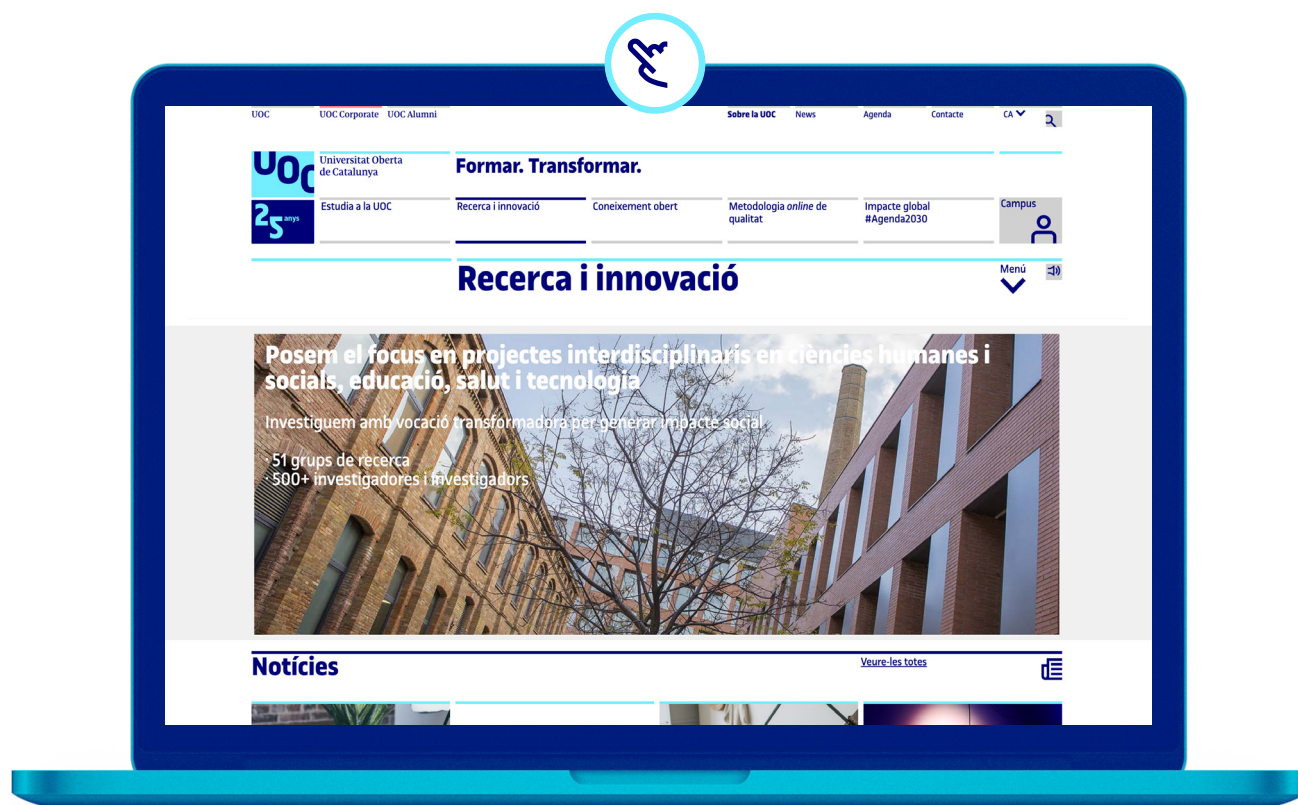 UOC
UOC Corporate
UOC Alumni
Sobre la UOC
News
Agenda
Contacte
CA
UOC
Universitat Oberta
de Catalunya
Formar. Transformar.
25 anys
Estudia a la UOC
Recerca i innovació
Coneixement obert
Metodologia online de
qualitat
Impacte global
#Agenda2030
Campus
Recerca i innovació
Menú
Posem el focus en projectes interdisciplinaris en ciències humanes i
socials, educació, salut i tecnologia
Investiguem amb vocació transformadora per generar impacte social
· 51 grups de recerca
· 500+ investigadores i investigadors
Notícies
Veure-les totes